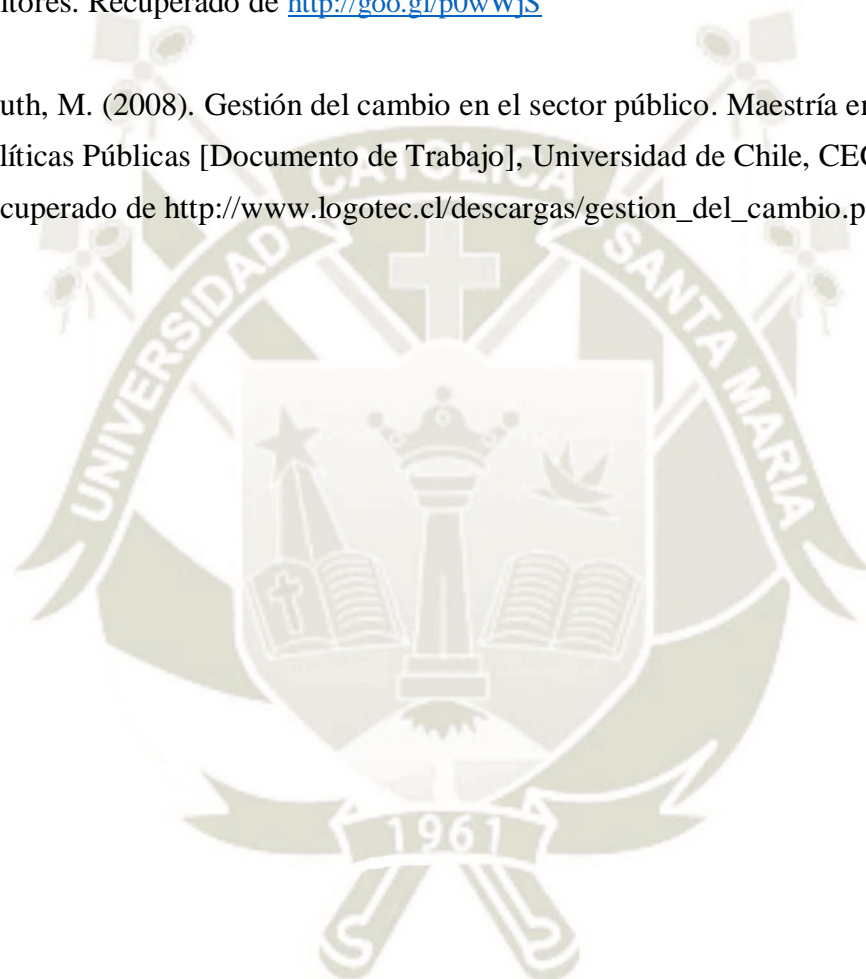 itores. Recuperado de http://goo.gl/p0wWjS
uth, M. (2008). Gestión del cambio en el sector público. Maestría en
líticas Públicas [Documento de Trabajo], Universidad de Chile, CEG
cuperado de http://www.logotec.cl/descargas/gestion_del_cambio.p
UNIVERSIDAD CATOLICA SANTA MARIA
1961